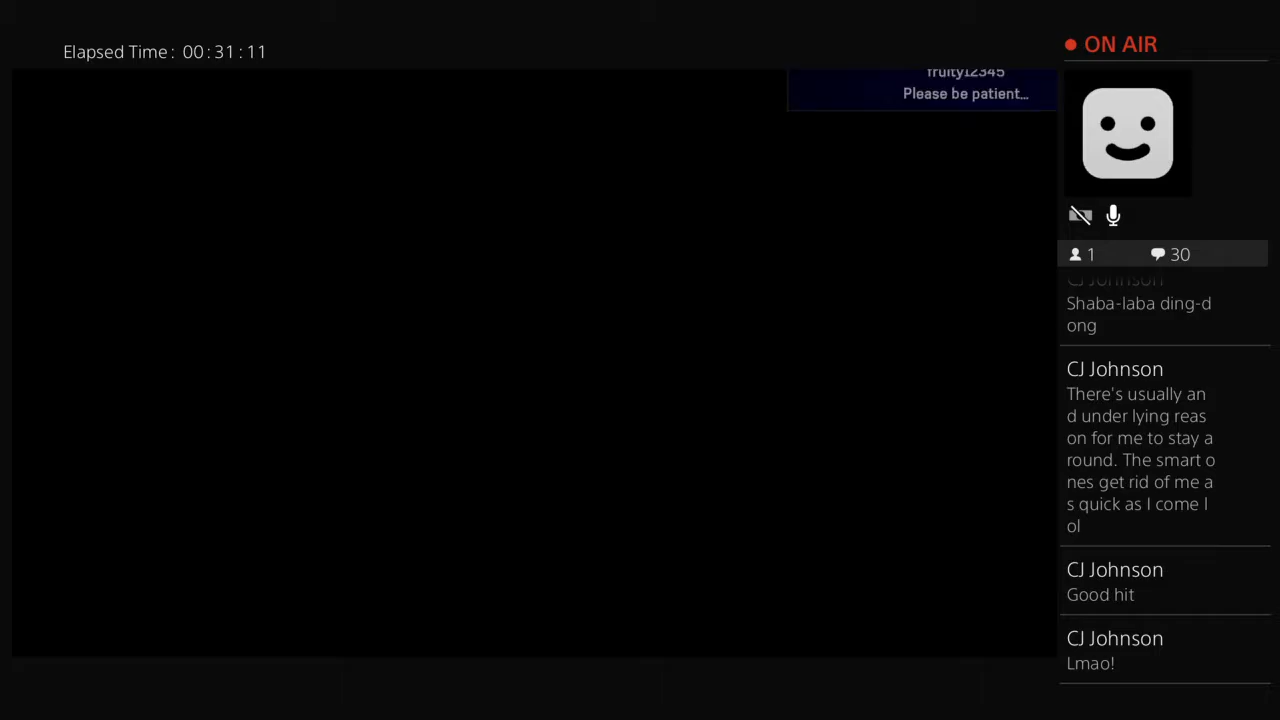 Elapsed Time: 00:31:11
ON AIR
fruity12345
Please be patient...
1 30
CJ Johnson
Shaba-laba ding-d
ong
CJ Johnson
There's usually an
d under lying reas
on for me to stay a
round. The smart o
nes get rid of me a
s quick as I come l
ol
CJ Johnson
Good hit
CJ Johnson
Lmao!